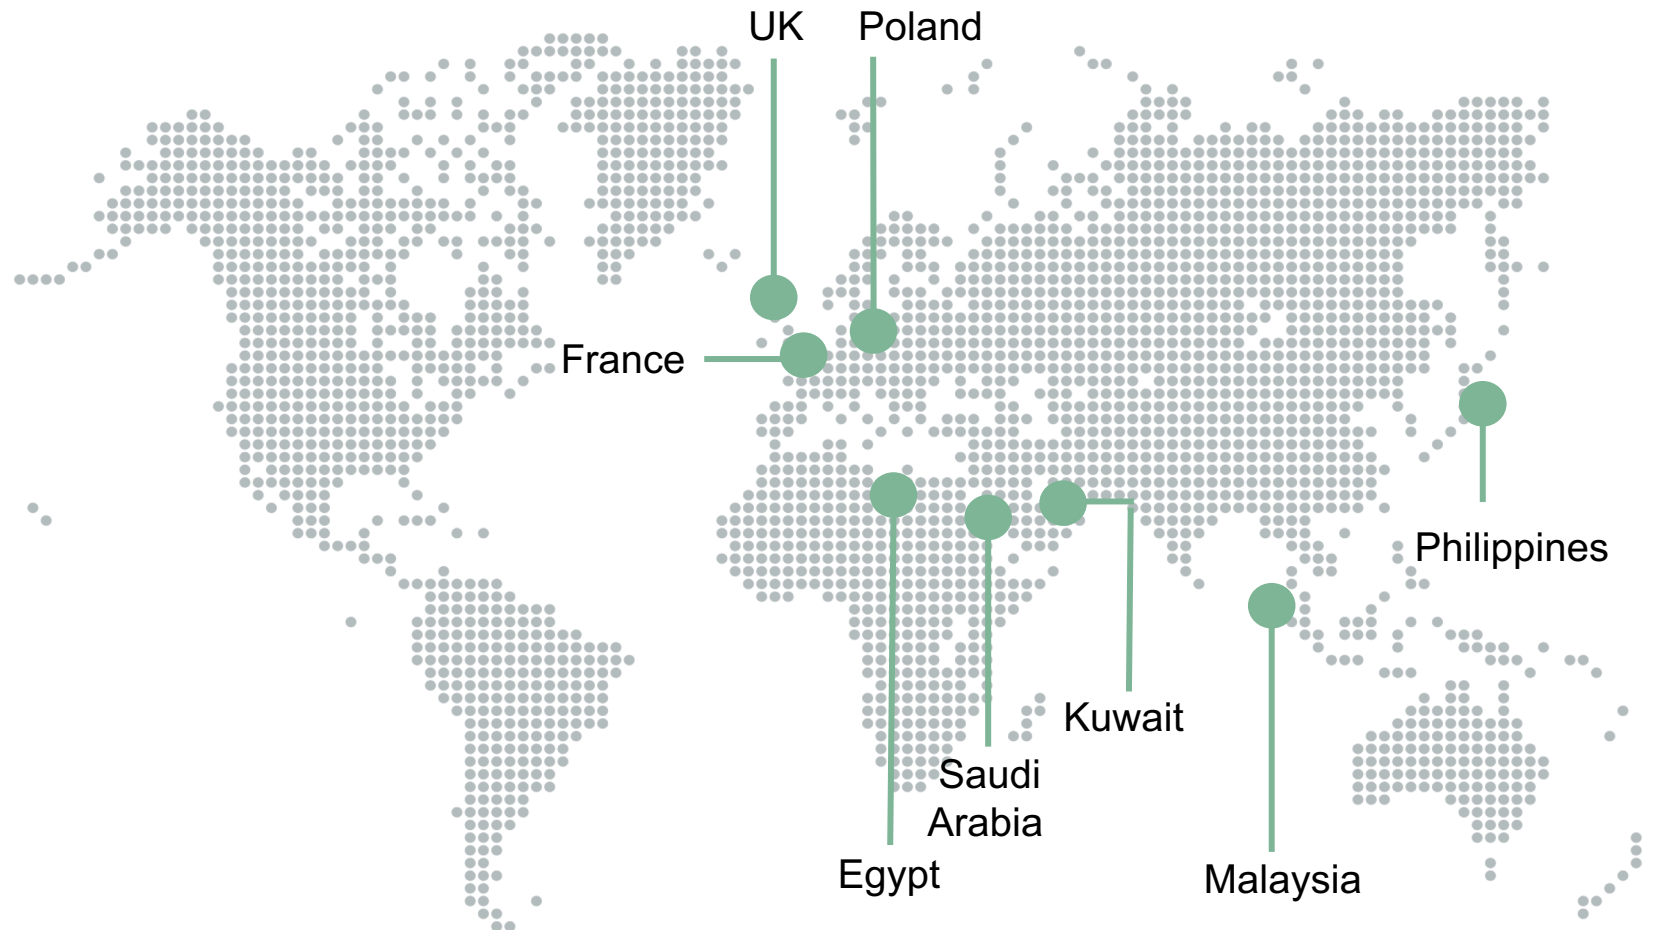 UK
Poland
France
Philippines
Kuwait
Saudi
Arabia
Egypt
Malaysia